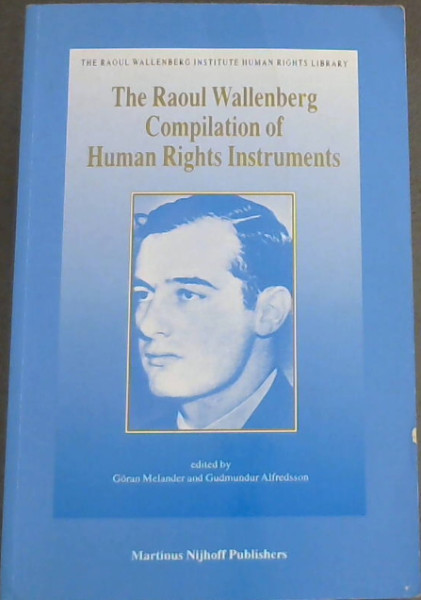 THE RAOUL WALLENBERG INSTITUTE HUMAN RIGHTS LIBRARY
The Raoul Wallenberg
Compilation of
Human Rights Instruments
edited by
Göran Melander and Gudmundur Alfredsson
Martinus Nijhoff Publishers